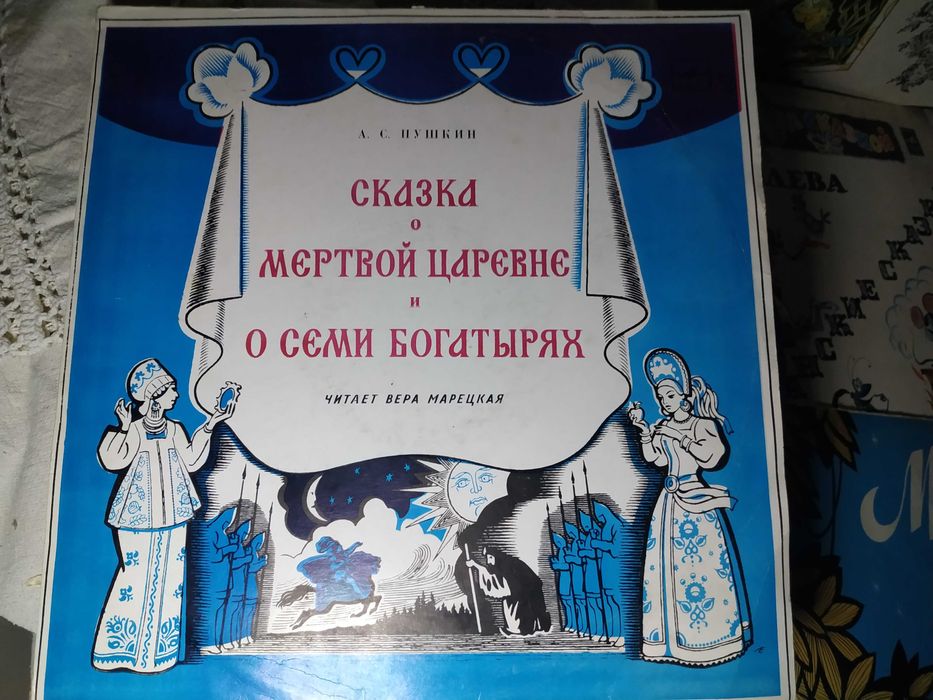 А. С. ПУШКИН
СКАЗКА
О
МЕРТВОЙ ЦАРЕВНЕ
И
О СЕМИ БОГАТЫРЯХ
ЧИТАЕТ ВЕРА МАРЕЦКАЯ